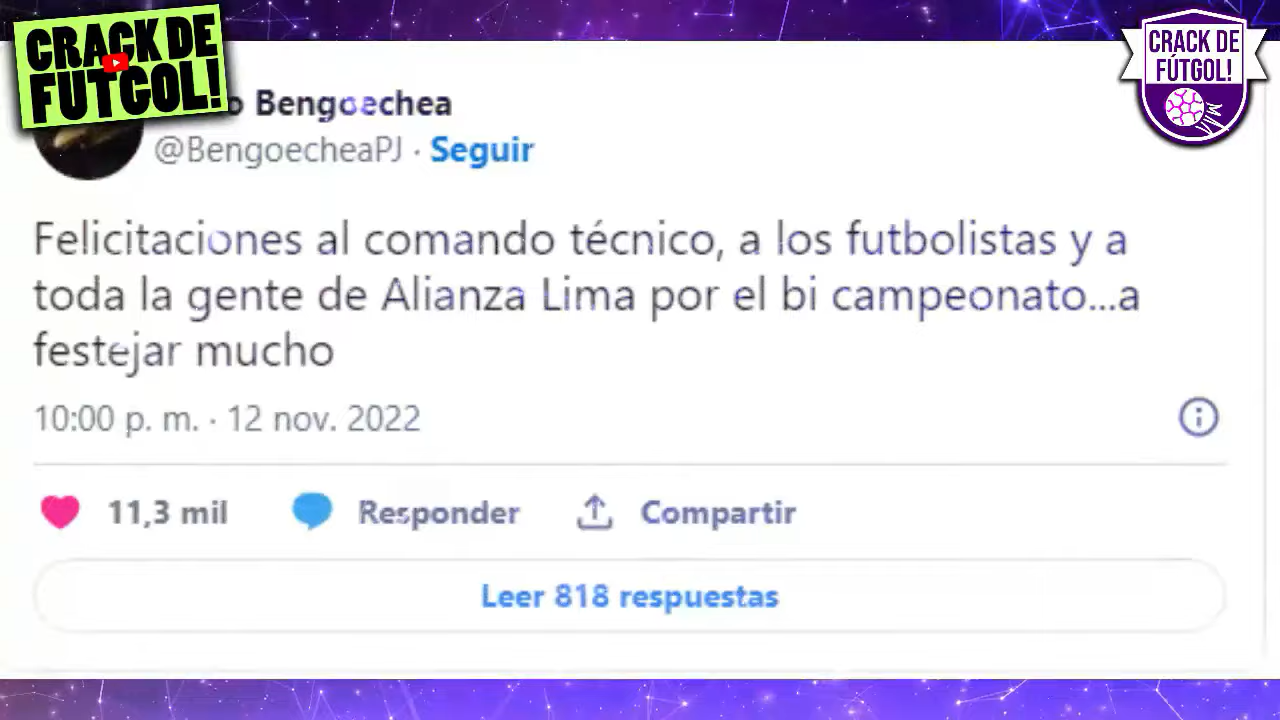 CRACK DE
FUTGOL!
CRACK DE
FÚTGOL!
o Bengoechea
@BengoecheaPJ · Seguir
Felicitaciones al comando técnico, a los futbolistas y a
toda la gente de Alianza Lima por el bi campeonato...a
festejar mucho
10:00 p. m. · 12 nov. 2022
11,3 mil Responder Compartir
Leer 818 respuestas